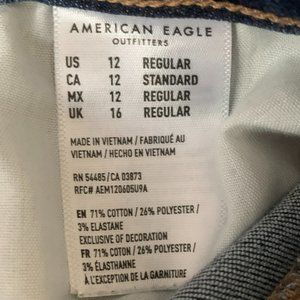 AMERICAN EAGLE
OUTFITTERS
US 12 REGULAR
CA 12 STANDARD
MX 12 REGULAR
UK 16 REGULAR
MADE IN VIETNAM / FABRIQUÉ AU
VIETNAM / HECHO EN VIETNAM
RN 54485/CA 03873
RFC# AEM120605U9A
EN 71% COTTON / 26% POLYESTER /
3% ELASTANE
EXCLUSIVE OF DECORATION
FR 71% COTTON / 26% POLYESTER /
3% ÉLASTHANNE
À L'EXCEPTION DE LA GARNITURE